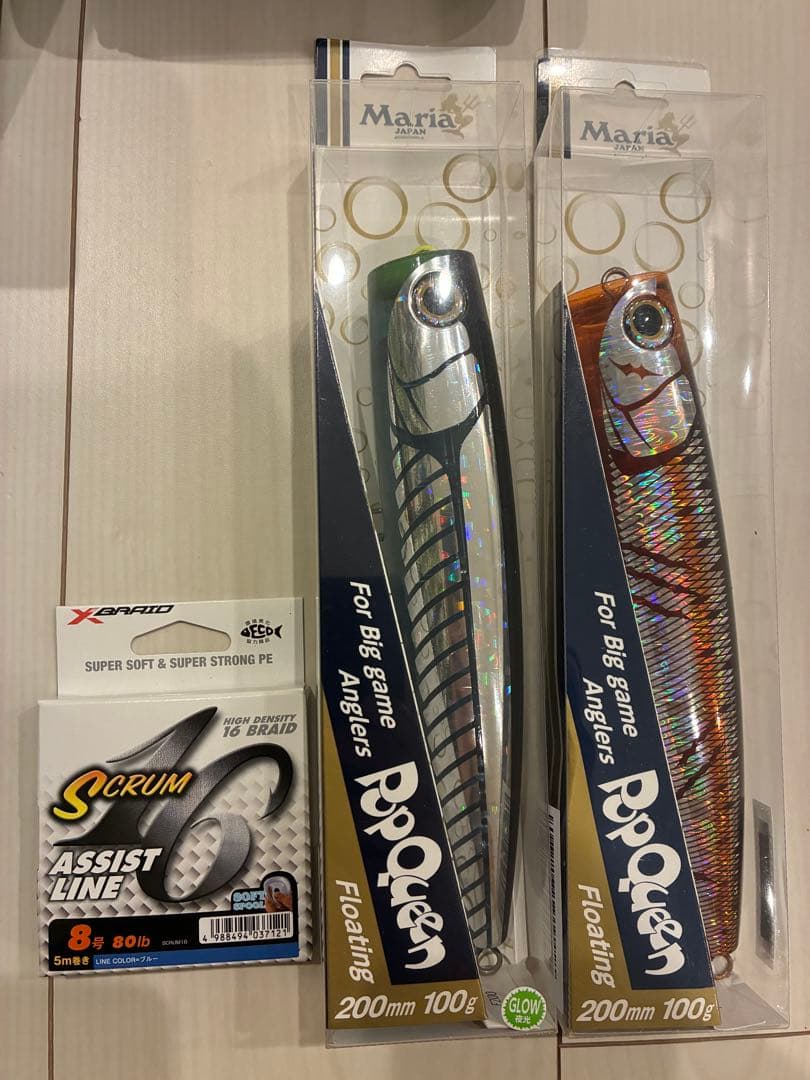 X BRAID
ECO
SUPER SOFT & SUPER STRONG PE
HIGH DENSITY
16 BRAID
SCRUM
16
ASSIST
LINE
SOFT
SPOOL
8号 80lb
SCRUM16
4 988494 037121
5m巻き
LINE COLOR=ブルー
Maria
JAPAN
For Big game
Anglers
PopQueen
Floating
200mm 100g
GLOW
夜光
Maria
JAPAN
For Big game
Anglers
PopQueen
Floating
200mm 100g